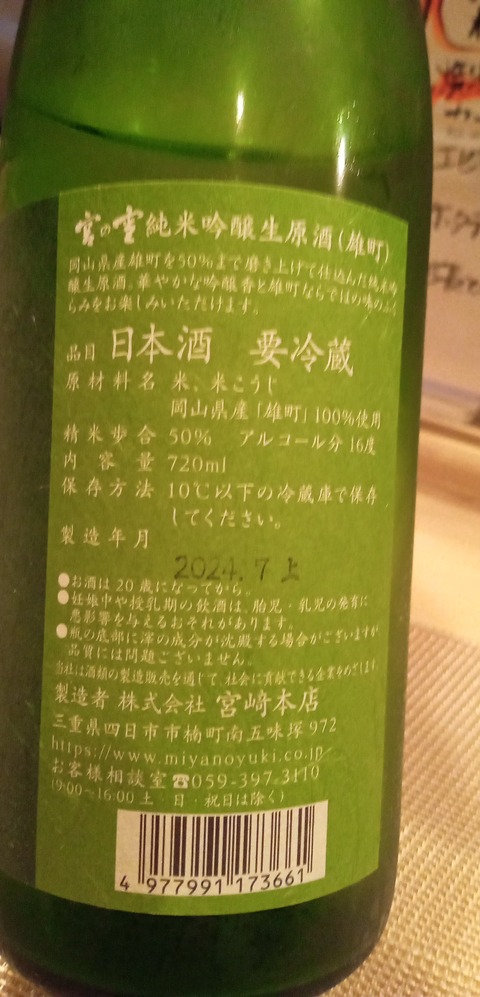 宮の雪純米吟醸生原酒(雄町)
岡山県産雄町を50%まで磨き上げて仕込んだ純米吟
醸生原酒。華やかな吟醸香と雄町ならではの味のふく
らみをお楽しみいただけます。
品目 日本酒 要冷蔵
原材料名 米、米こうじ
岡山県産「雄町」100%使用
精米歩合 50% アルコール分 16度
内容量 720ml
保存方法 10℃以下の冷蔵庫で保存
してください。
製造年月
2024.7上
●お酒は20歳になってから。
●妊娠中や授乳期の飲酒は、胎児・乳児の発育に
悪影響を与えるおそれがあります。
●瓶の底部に滓の成分が沈殿する場合がございますが
品質には問題ございません。
当社は酒類の製造販売を通じて、社会に貢献できる企業をめざします。
製造者 株式会社 宮﨑本店
三重県四日市市楠町南五味塚972
https://www.miyanoyuki.co.jp/
お客様相談室☎059-397-3110
(9:00~16:00 土・日・祝日は除く)
4 977991 173661